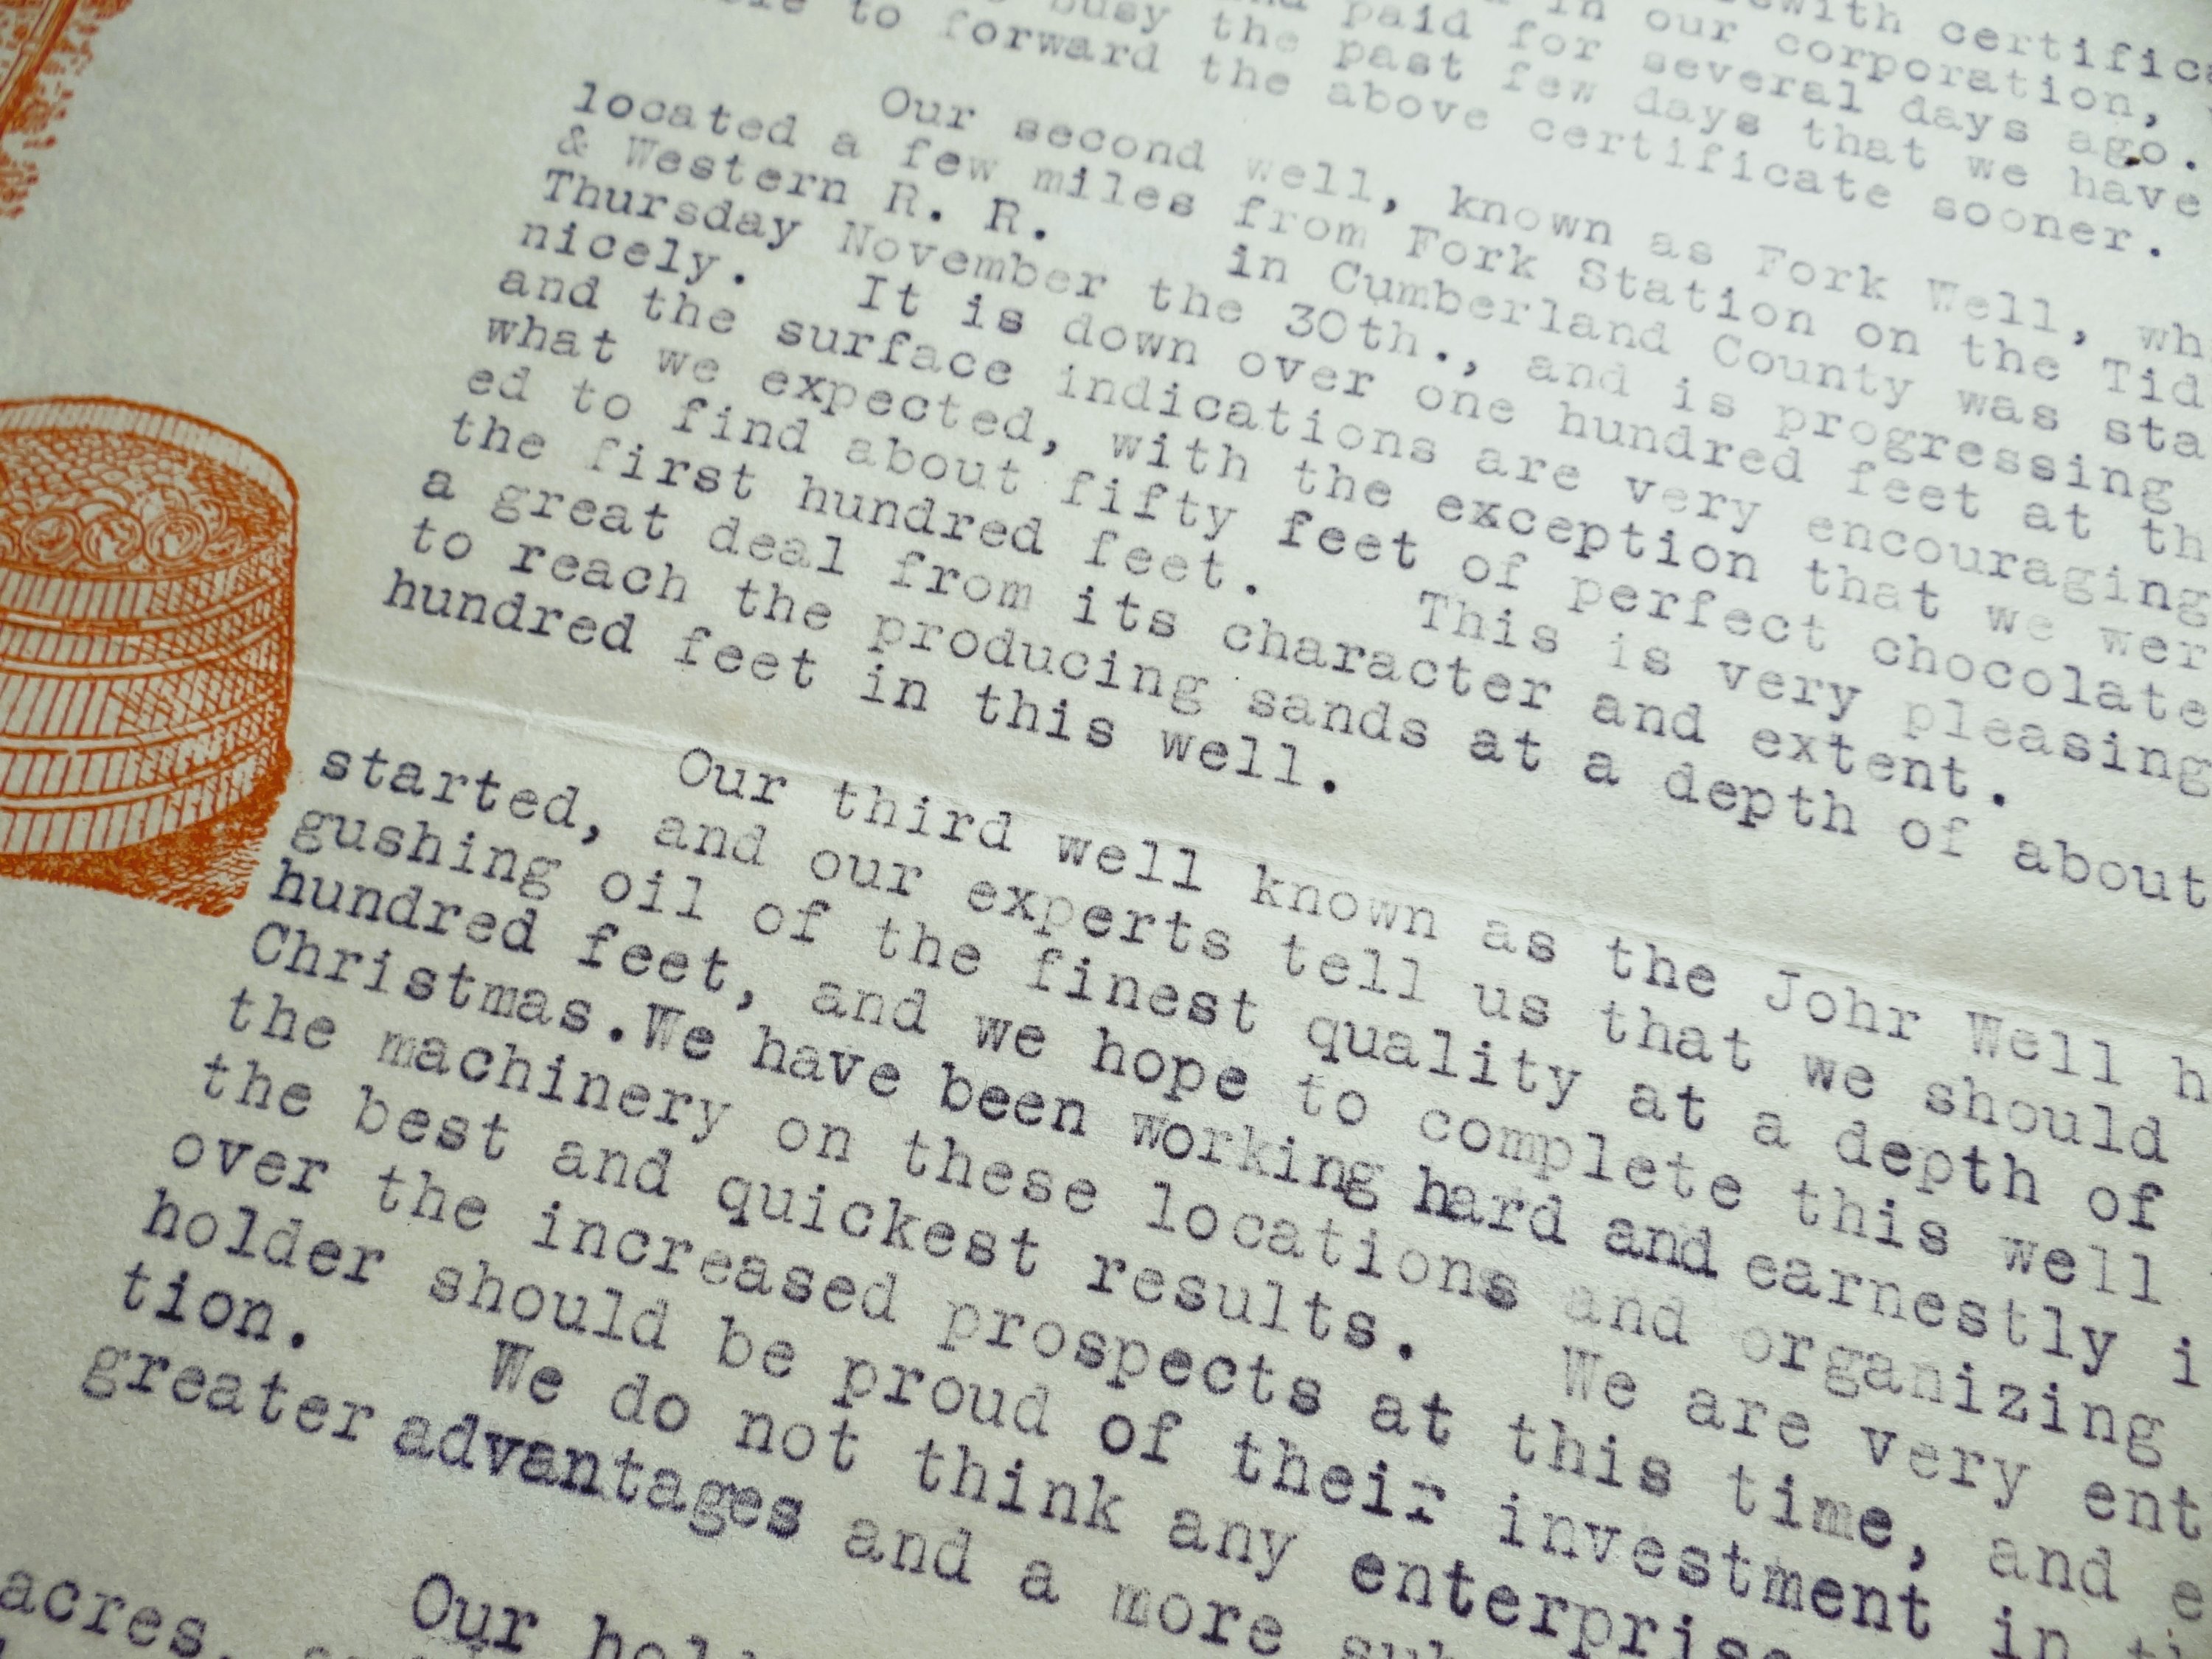 with certifica
in our corporation,
paid for several days ago.
busy the past few days that we have
to forward the above certificate sooner.
Our second well, known as Fork Well, wh
located a few miles from Fork Station on the Tid
& Western R. R. in Cumberland County was sta
Thursday November the 30th., and is progressing
nicely. It is down over one hundred feet at th
and the surface indications are very encouraging
what we expected, with the exception that we wer
ed to find about fifty feet of perfect chocolate
the first hundred feet. This is very pleasing
a great deal from its character and extent.
to reach the producing sands at a depth of about
hundred feet in this well.
Our third well known as the Johr Well h
started, and our experts tell us that we should
gushing oil of the finest quality at a depth of
hundred feet, and we hope to complete this well
Christmas.We have been working hard and earnestly i
the machinery on these locations and organizing
the best and quickest results. We are very ent
over the increased prospects at this time, and e
holder should be proud of their investment in
tion. We do not think any enterpris
greater advantages and a more
Our
acres,